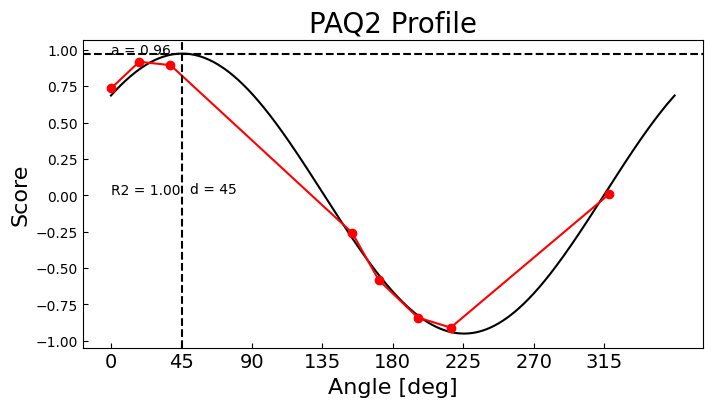 PAQ2 Profile
1.00
0.75
0.50
0.25
0.00
−0.25
−0.50
−0.75
−1.00
Score
a = 0.96
R2 = 1.00
d = 45
0 45 90 135 180 225 270 315
Angle [deg]